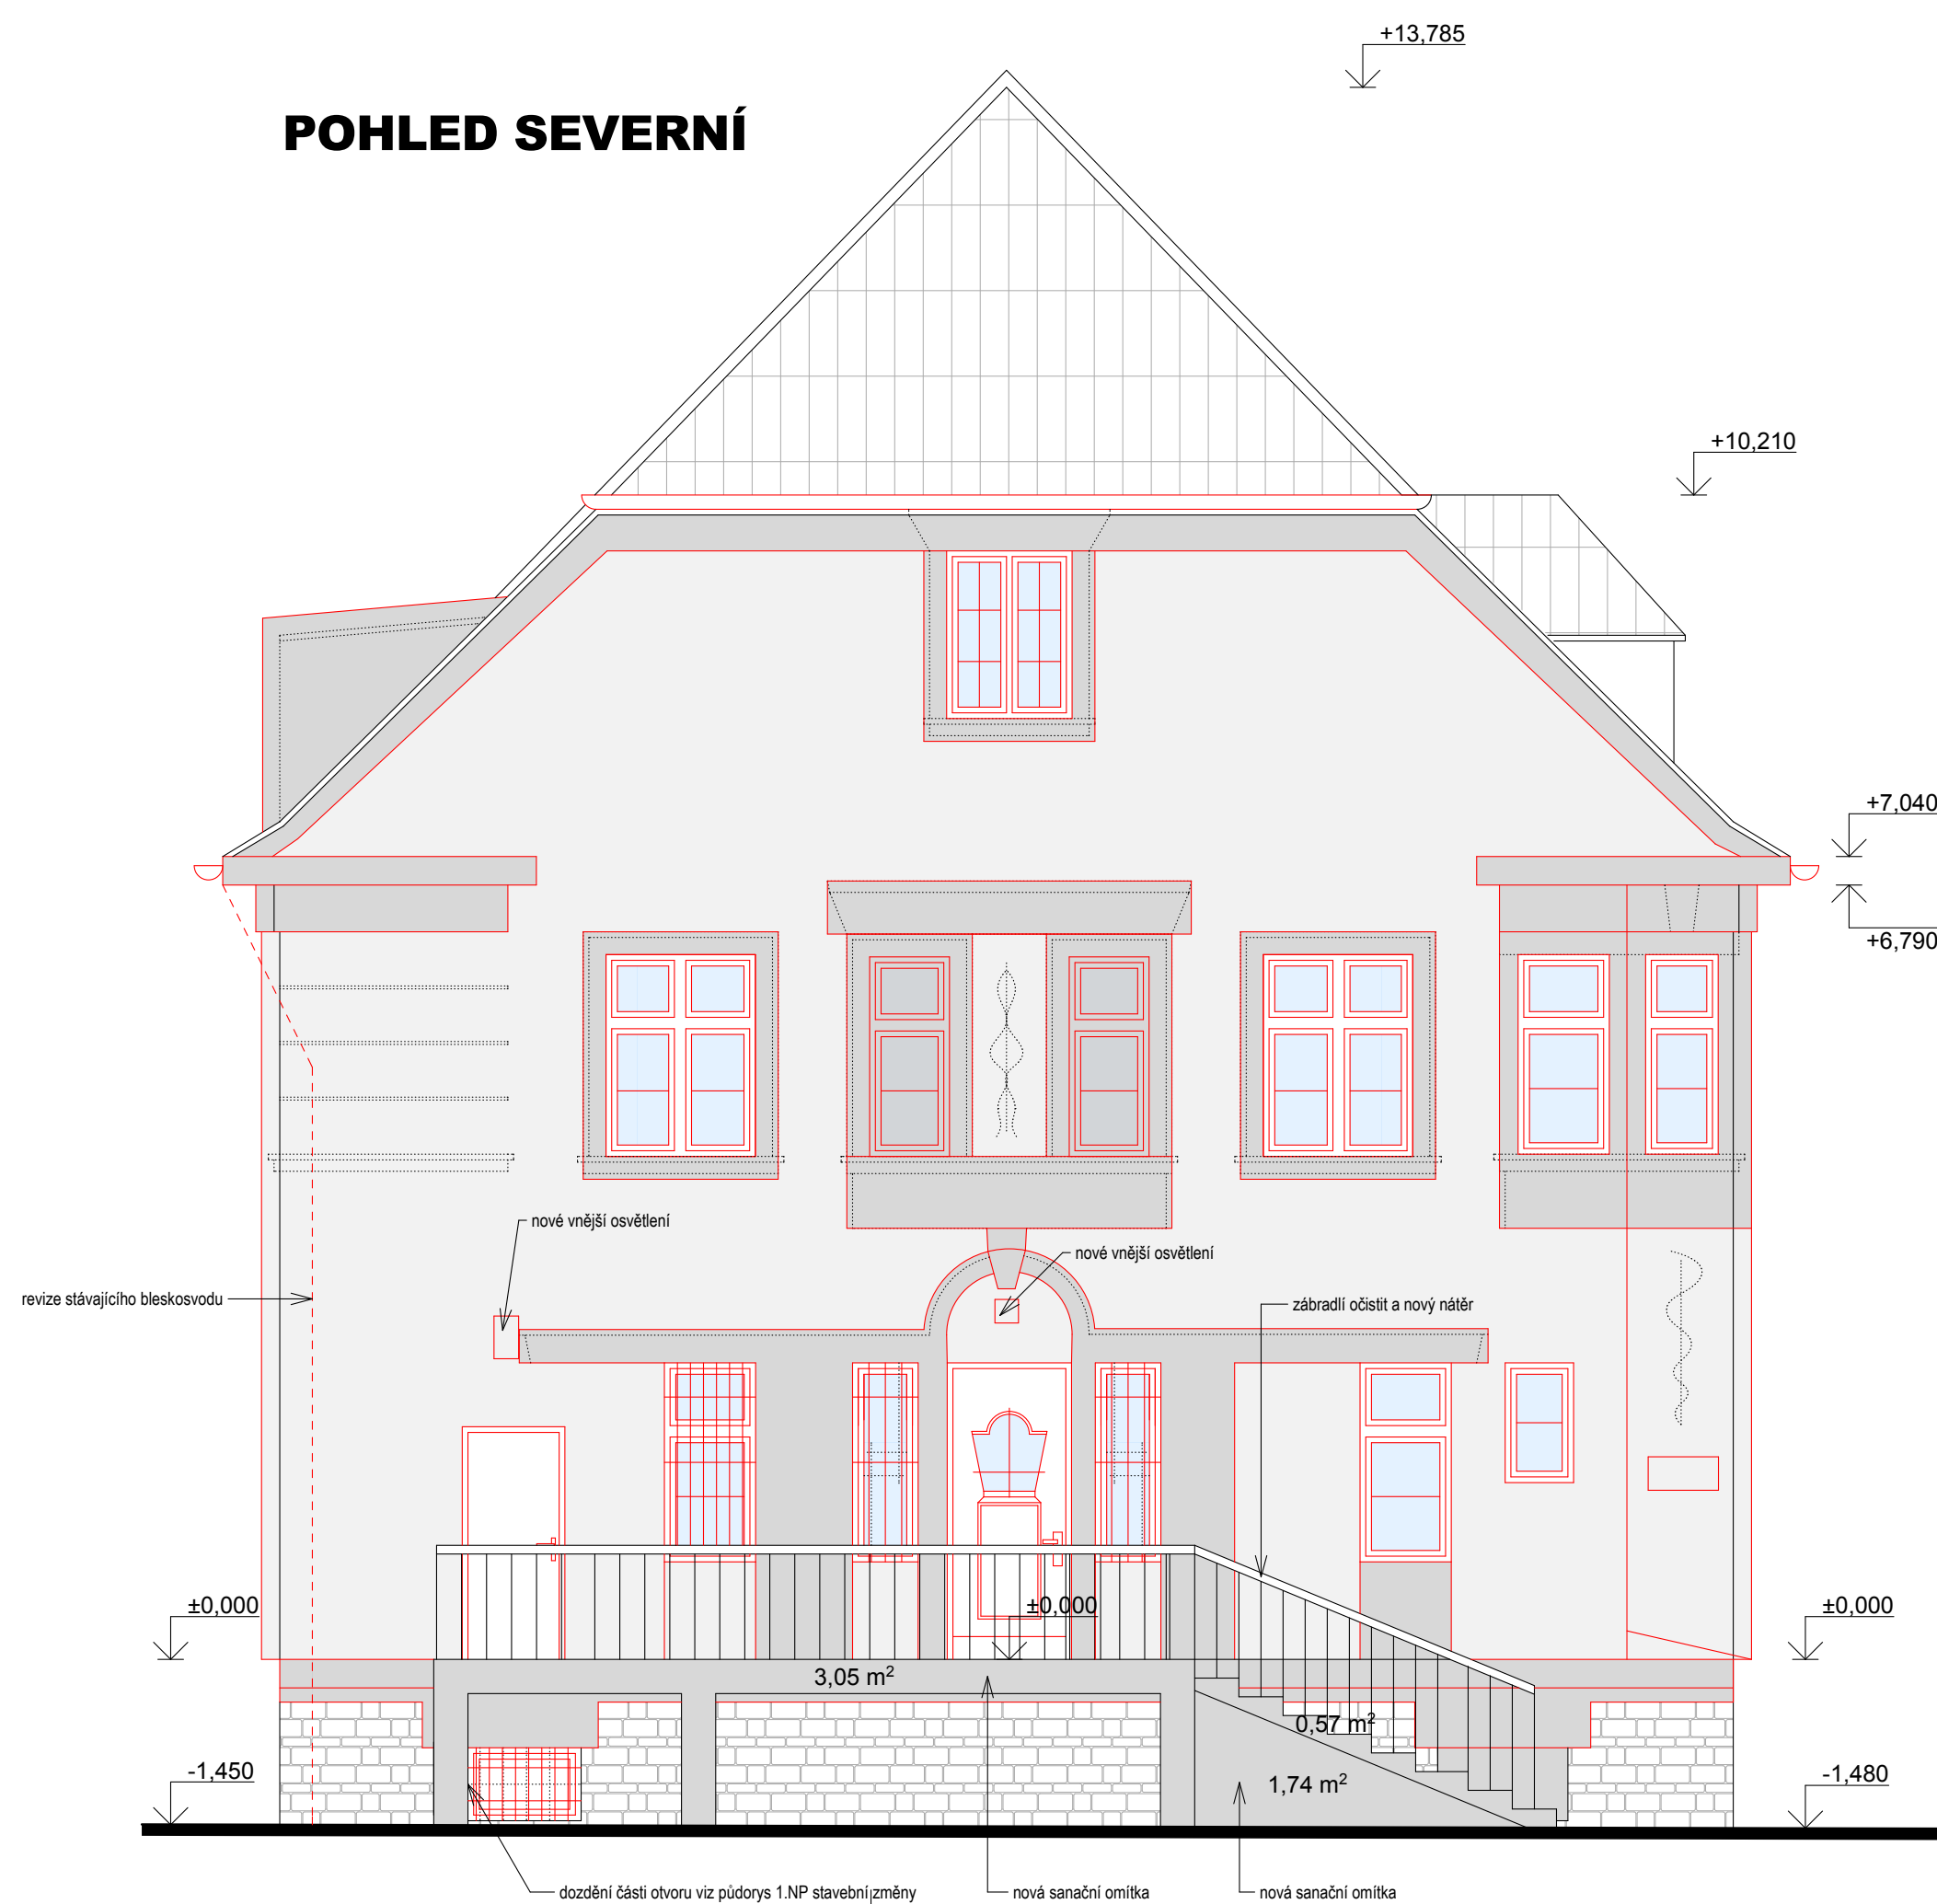 +13,785
POHLED SEVERNÍ
+10,210
+7,040
+6,790
nové vnější osvětlení
nové vnější osvětlení
revize stávajícího bleskosvodu
zábradlí očistit a nový nátěr
±0,000
±0,000
±0,000
3,05 m²
0,57 m²
-1,450
1,74 m²
-1,480
dozdění části otvoru viz půdorys 1.NP stavební změny
nová sanační omítka
nová sanační omítka